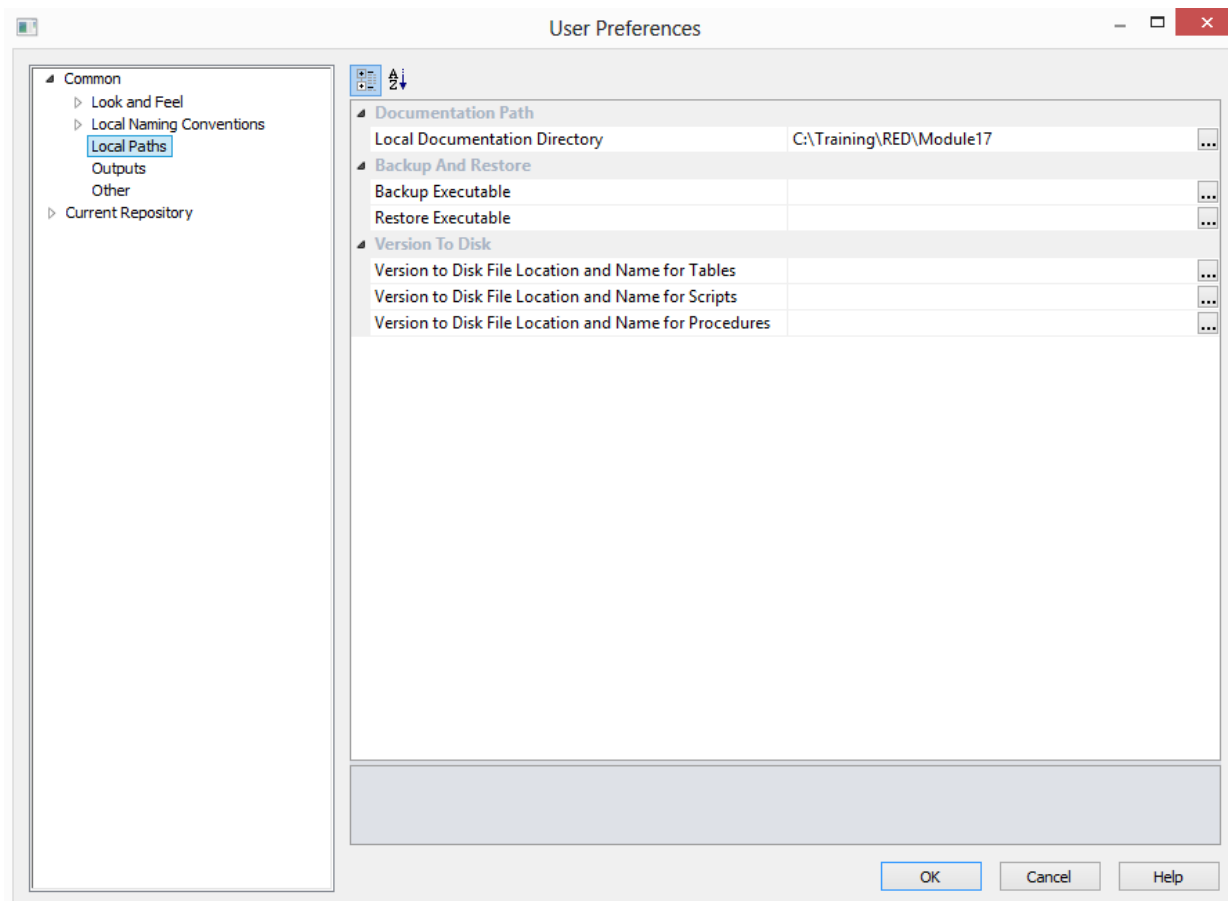 User Preferences
Common
Look and Feel
Local Naming Conventions
Local Paths
Outputs
Other
Current Repository
Documentation Path
Local Documentation Directory C:\Training\RED\Module17 ...
Backup And Restore
Backup Executable ...
Restore Executable ...
Version To Disk
Version to Disk File Location and Name for Tables ...
Version to Disk File Location and Name for Scripts ...
Version to Disk File Location and Name for Procedures ...
OK Cancel Help